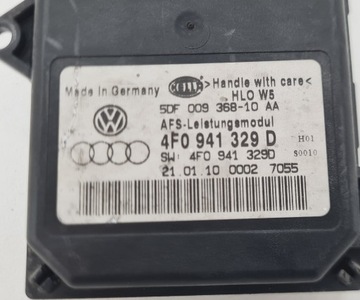 Made in Germany
HELLA >Handle with care<
HLO W5
5DF 009 368-10 AA
AFS-Leistungsmodul
4F0 941 329 D H01
SW: 4F0 941 329D S0010
21.01.10 0002 7055